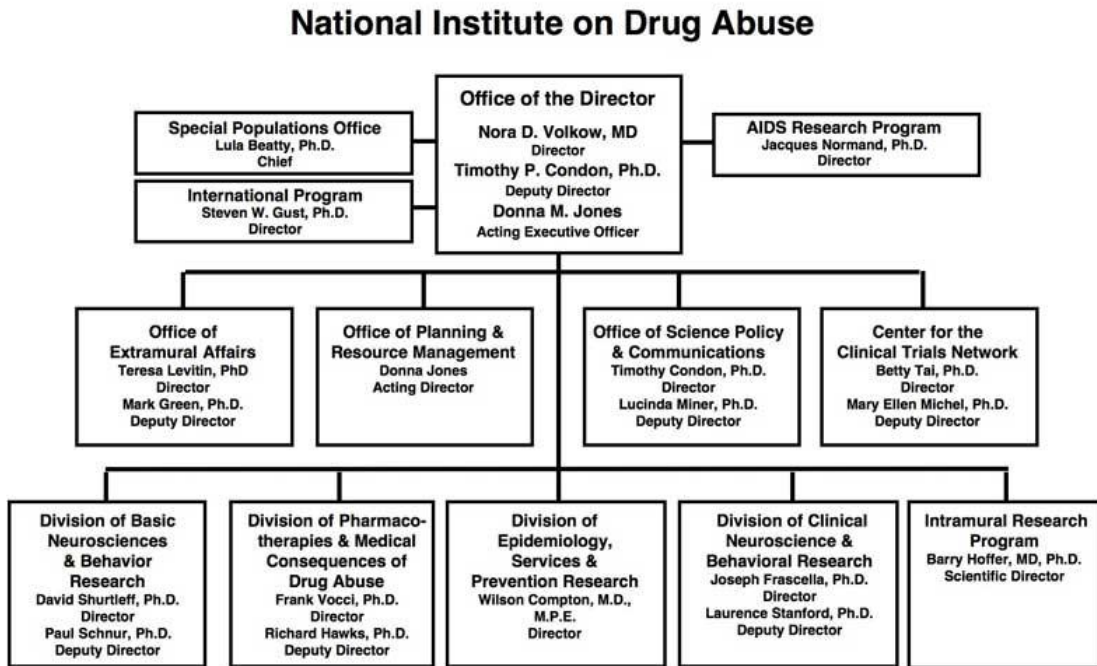 National Institute on Drug Abuse
Office of the Director
Nora D. Volkow, MD
Director
Timothy P. Condon, Ph.D.
Deputy Director
Donna M. Jones
Acting Executive Officer
Special Populations Office
Lula Beatty, Ph.D.
Chief
International Program
Steven W. Gust, Ph.D.
Director
AIDS Research Program
Jacques Normand, Ph.D.
Director
Office of
Extramural Affairs
Teresa Levitin, PhD
Director
Mark Green, Ph.D.
Deputy Director
Office of Planning &
Resource Management
Donna Jones
Acting Director
Office of Science Policy
& Communications
Timothy Condon, Ph.D.
Director
Lucinda Miner, Ph.D.
Deputy Director
Center for the
Clinical Trials Network
Betty Tai, Ph.D.
Director
Mary Ellen Michel, Ph.D.
Deputy Director
Division of Basic
Neurosciences
& Behavior
Research
David Shurtleff, Ph.D.
Director
Paul Schnur, Ph.D.
Deputy Director
Division of Pharmaco-
therapies & Medical
Consequences of
Drug Abuse
Frank Vocci, Ph.D.
Director
Richard Hawks, Ph.D.
Deputy Director
Division of
Epidemiology,
Services &
Prevention Research
Wilson Compton, M.D.,
M.P.E.
Director
Division of Clinical
Neuroscience &
Behavioral Research
Joseph Frascella, Ph.D.
Director
Laurence Stanford, Ph.D.
Deputy Director
Intramural Research
Program
Barry Hoffer, MD, Ph.D.
Scientific Director